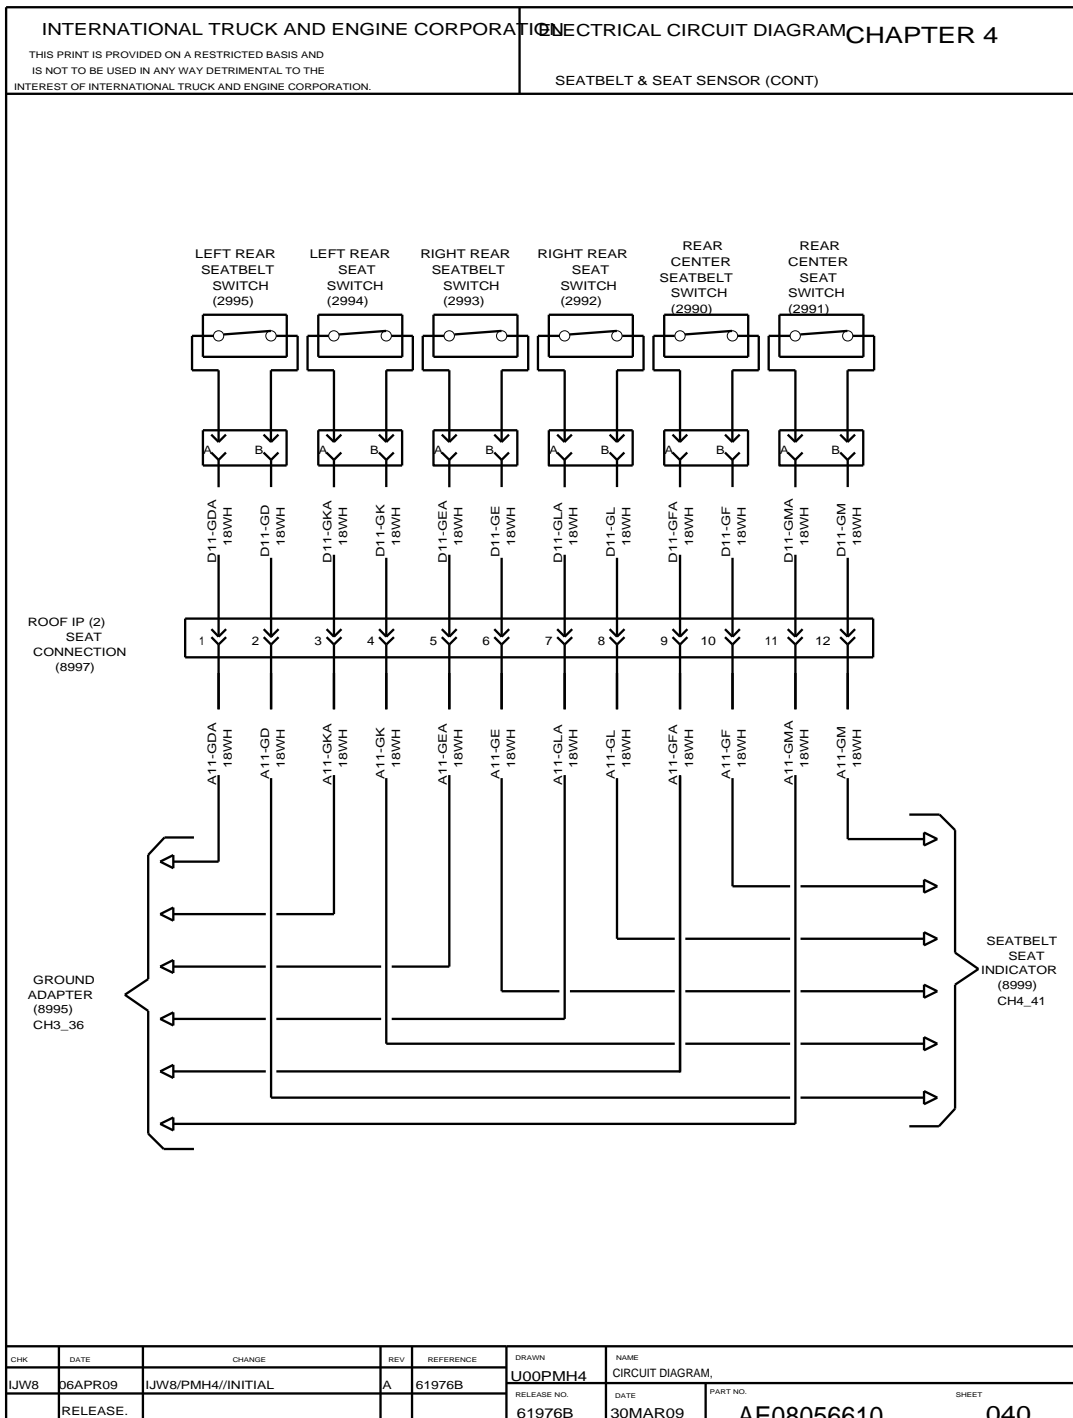 INTERNATIONAL TRUCK AND ENGINE CORPORATION
THIS PRINT IS PROVIDED ON A RESTRICTED BASIS AND
IS NOT TO BE USED IN ANY WAY DETRIMENTAL TO THE
INTEREST OF INTERNATIONAL TRUCK AND ENGINE CORPORATION.
ELECTRICAL CIRCUIT DIAGRAM
CHAPTER 4
SEATBELT & SEAT SENSOR (CONT)
LEFT REAR
SEATBELT
SWITCH
(2995)
LEFT REAR
SEAT
SWITCH
(2994)
RIGHT REAR
SEATBELT
SWITCH
(2993)
RIGHT REAR
SEAT
SWITCH
(2992)
REAR
CENTER
SEATBELT
SWITCH
(2990)
REAR
CENTER
SEAT
SWITCH
(2991)
A B A B A B A B A B A B
D11-GDA
18WH
D11-GD
18WH
D11-GKA
18WH
D11-GK
18WH
D11-GEA
18WH
D11-GE
18WH
D11-GLA
18WH
D11-GL
18WH
D11-GFA
18WH
D11-GF
18WH
D11-GMA
18WH
D11-GM
18WH
ROOF IP (2)
SEAT
CONNECTION
(8997)
1 2 3 4 5 6 7 8 9 10 11 12
A11-GDA
18WH
A11-GD
18WH
A11-GKA
18WH
A11-GK
18WH
A11-GEA
18WH
A11-GE
18WH
A11-GLA
18WH
A11-GL
18WH
A11-GFA
18WH
A11-GF
18WH
A11-GMA
18WH
A11-GM
18WH
GROUND
ADAPTER
(8995)
CH3_36
SEATBELT
SEAT
INDICATOR
(8999)
CH4_41
CHK DATE CHANGE REV REFERENCE
IJW8 06APR09 IJW8/PMH4//INITIAL A 61976B
RELEASE.
DRAWN
U00PMH4
NAME
CIRCUIT DIAGRAM,
RELEASE NO.
61976B
DATE
30MAR09
PART NO.
AE08056610
SHEET
040